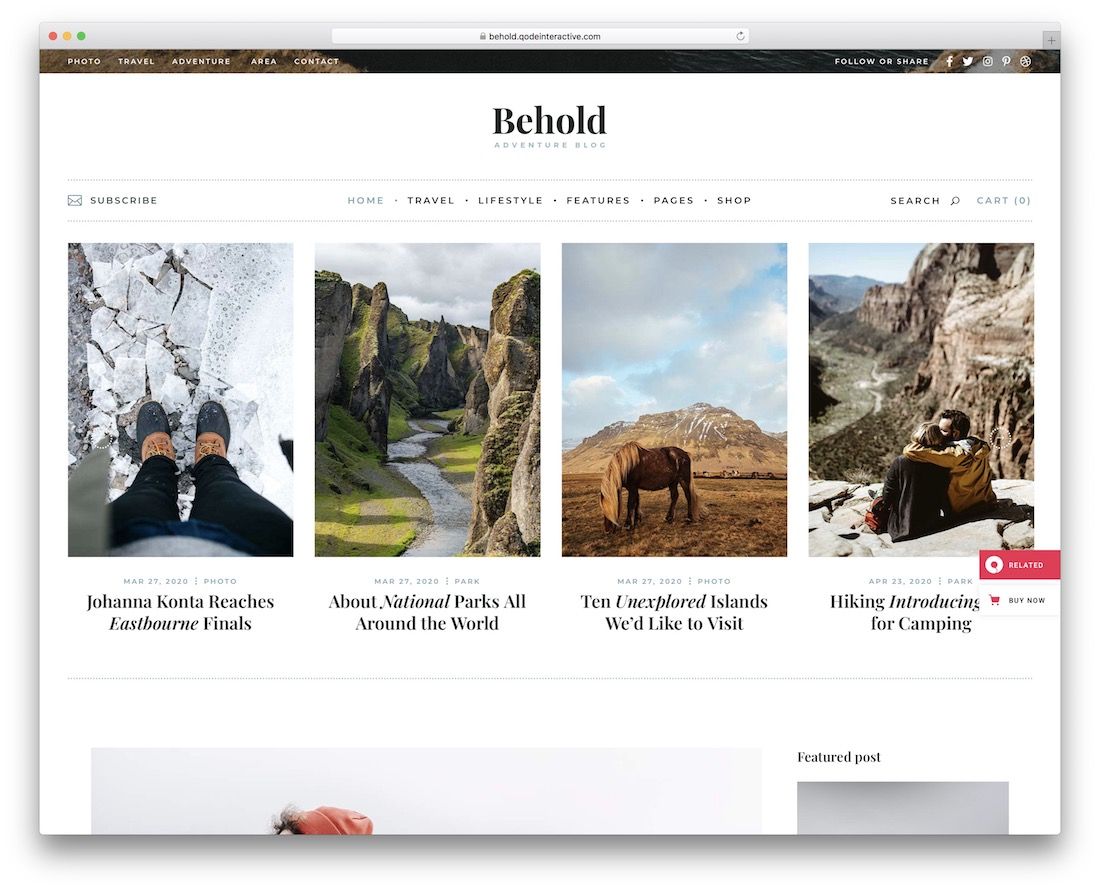 behold.qodeinteractive.com
PHOTO TRAVEL ADVENTURE AREA CONTACT FOLLOW OR SHARE
Behold
ADVENTURE BLOG
SUBSCRIBE HOME • TRAVEL • LIFESTYLE • FEATURES • PAGES • SHOP SEARCH CART (0)
MAR 27, 2020 ⋮ PHOTO
Johanna Konta Reaches
Eastbourne Finals
MAR 27, 2020 ⋮ PARK
About National Parks All
Around the World
MAR 27, 2020 ⋮ PHOTO
Ten Unexplored Islands
We’d Like to Visit
APR 23, 2020 ⋮ PARK
Hiking Introducing
for Camping
RELATED
BUY NOW
Featured post